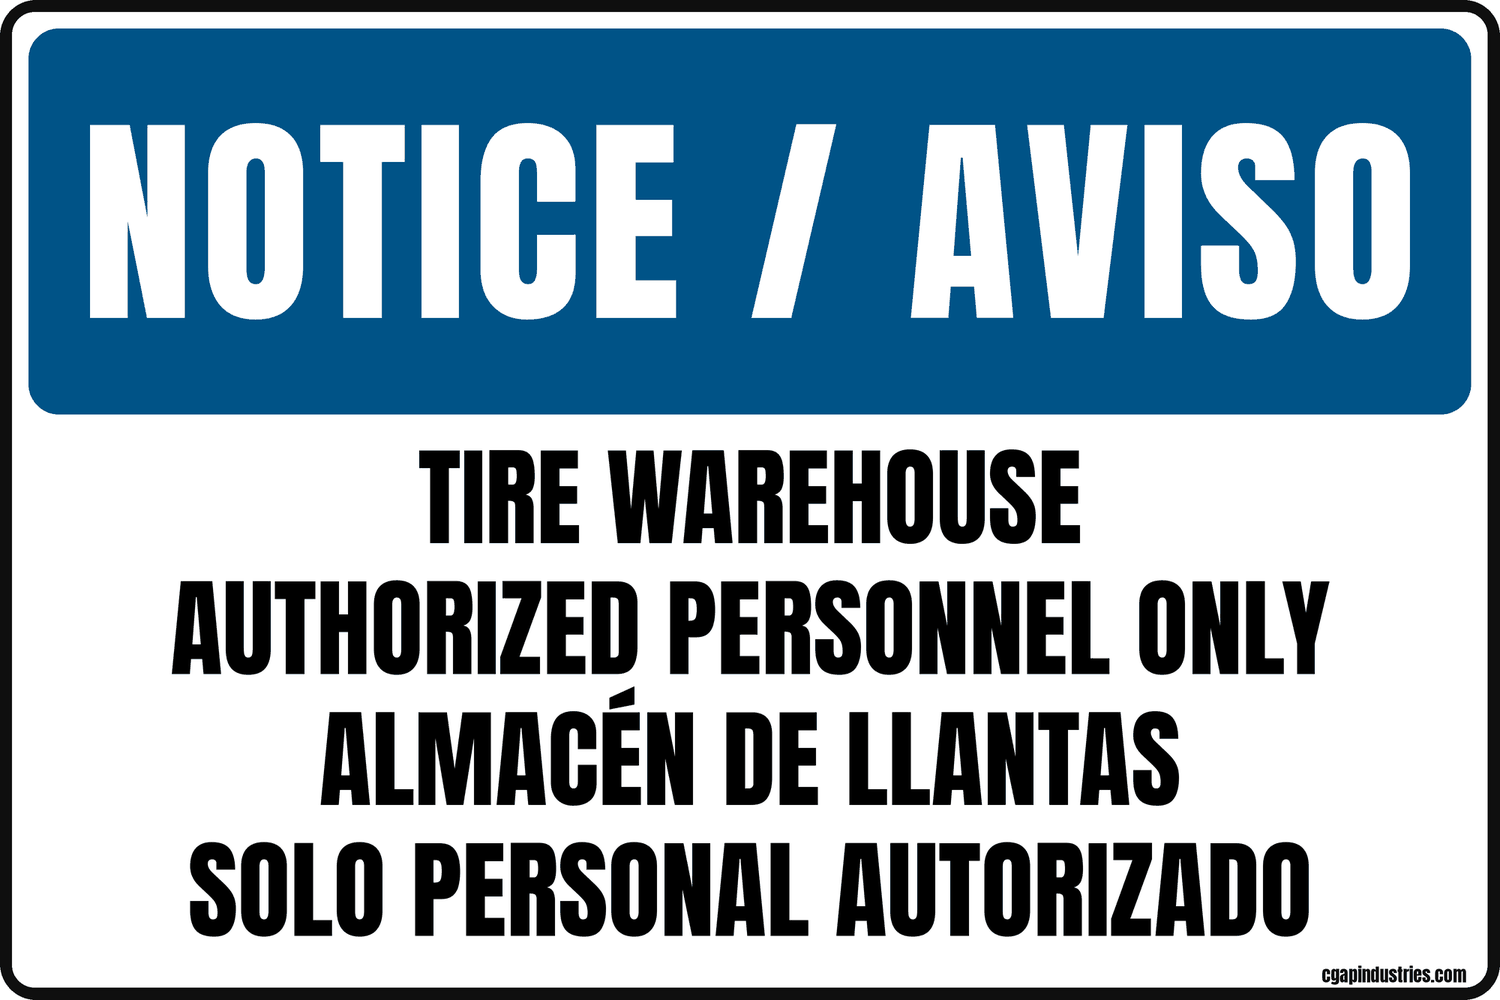 NOTICE / AVISO
TIRE WAREHOUSE
AUTHORIZED PERSONNEL ONLY
ALMACÉN DE LLANTAS
SOLO PERSONAL AUTORIZADO
cgapindustries.com